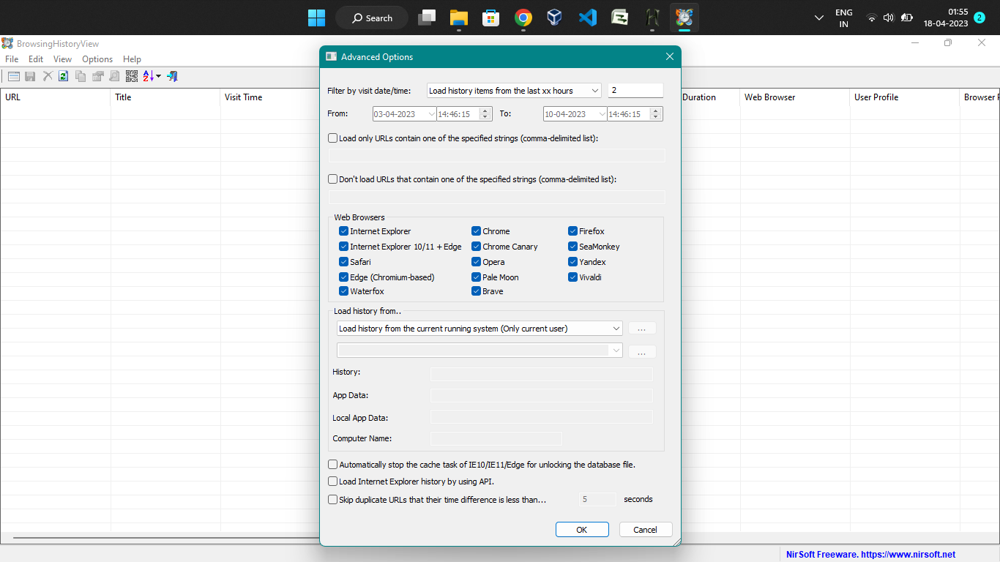 Search
ENG
IN
01:55
18-04-2023
2
BrowsingHistoryView
File Edit View Options Help
URL Title Visit Time Duration Web Browser User Profile Browser P
Advanced Options
Filter by visit date/time: Load history items from the last xx hours 2
From: 03-04-2023 14:46:15 To: 10-04-2023 14:46:15
Load only URLs contain one of the specified strings (comma-delimited list):
Don't load URLs that contain one of the specified strings (comma-delimited list):
Web Browsers
Internet Explorer Chrome Firefox
Internet Explorer 10/11 + Edge Chrome Canary SeaMonkey
Safari Opera Yandex
Edge (Chromium-based) Pale Moon Vivaldi
Waterfox Brave
Load history from..
Load history from the current running system (Only current user) ...
...
History:
App Data:
Local App Data:
Computer Name:
Automatically stop the cache task of IE10/IE11/Edge for unlocking the database file.
Load Internet Explorer history by using API.
Skip duplicate URLs that their time difference is less than... 5 seconds
OK Cancel
NirSoft Freeware. https://www.nirsoft.net